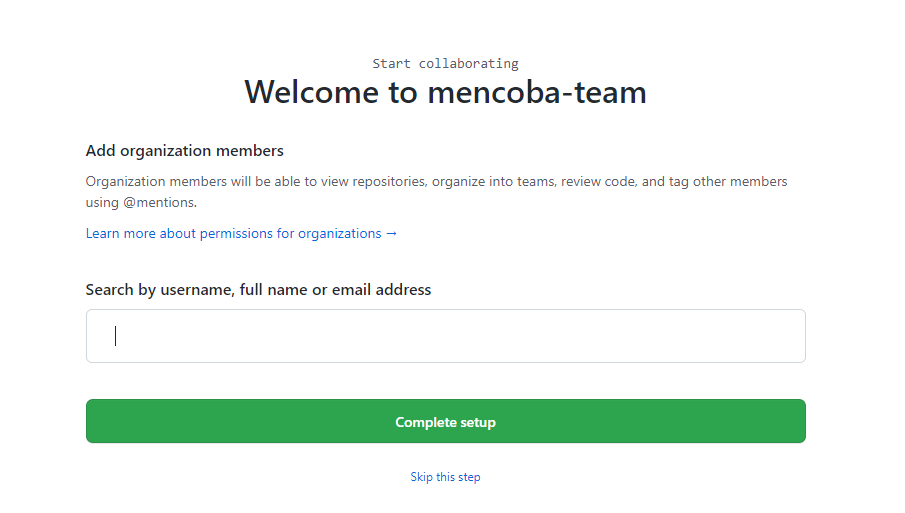 Start collaborating
Welcome to mencoba-team
Add organization members
Organization members will be able to view repositories, organize into teams, review code, and tag other members
using @mentions.
Learn more about permissions for organizations →
Search by username, full name or email address
Complete setup
Skip this step